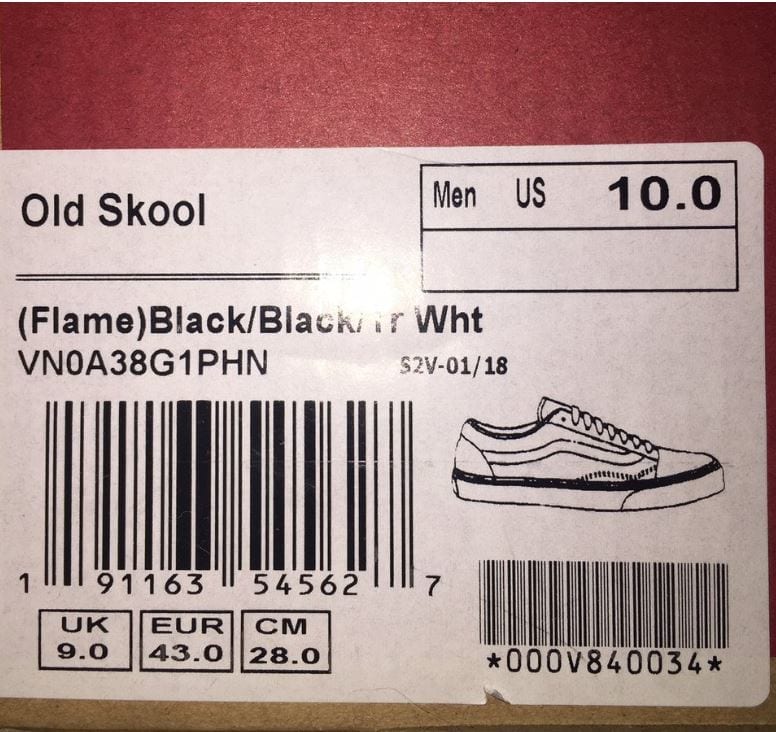 Old Skool
Men US 10.0
(Flame)Black/Black/Tr Wht
VN0A38G1PHN
S2V-01/18
1 91163 54562 7
UK EUR CM
9.0 43.0 28.0
*000V840034*